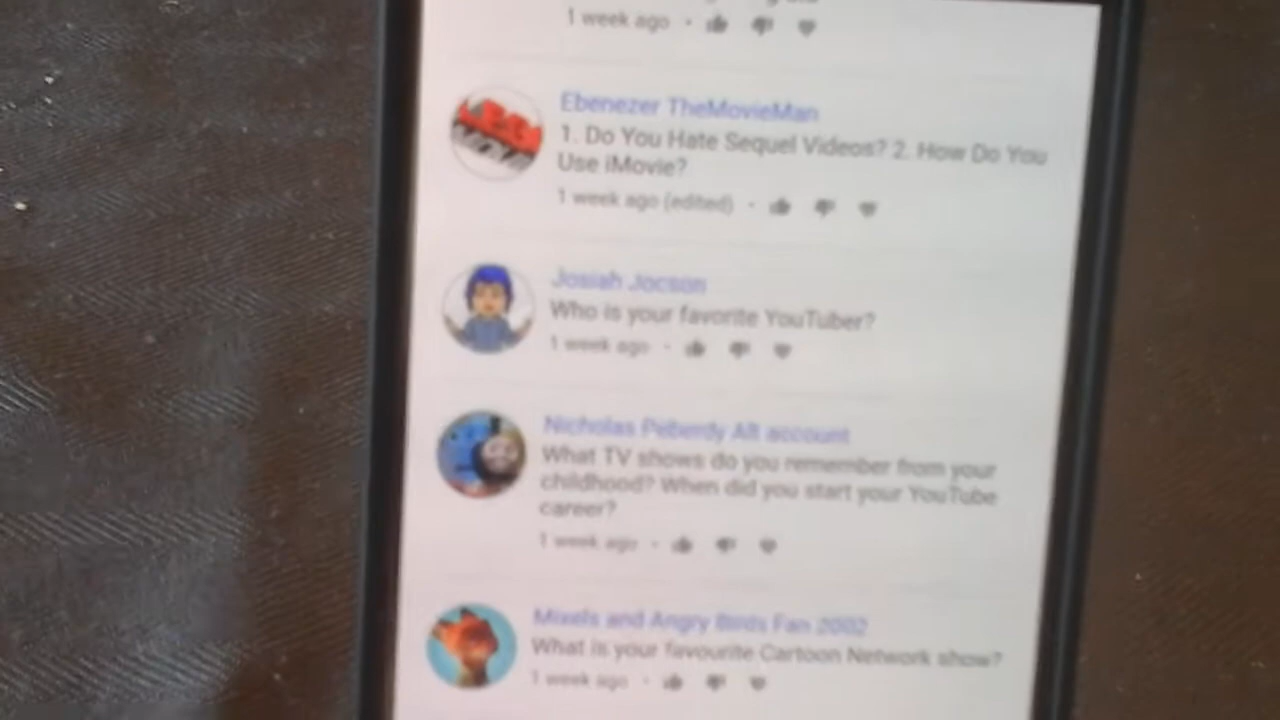 1 week ago
Ebenezer TheMovieMan
1. Do You Hate Sequel Videos? 2. How Do You
Use iMovie?
1 week ago (edited)
Josiah Jocson
Who is your favorite YouTuber?
1 week ago
Nicholas Peberdy Alt account
What TV shows do you remember from your
childhood? When did you start your YouTube
career?
1 week ago
Mixels and Angry Birds Fan 2002
What is your favourite Cartoon Network show?
1 week ago